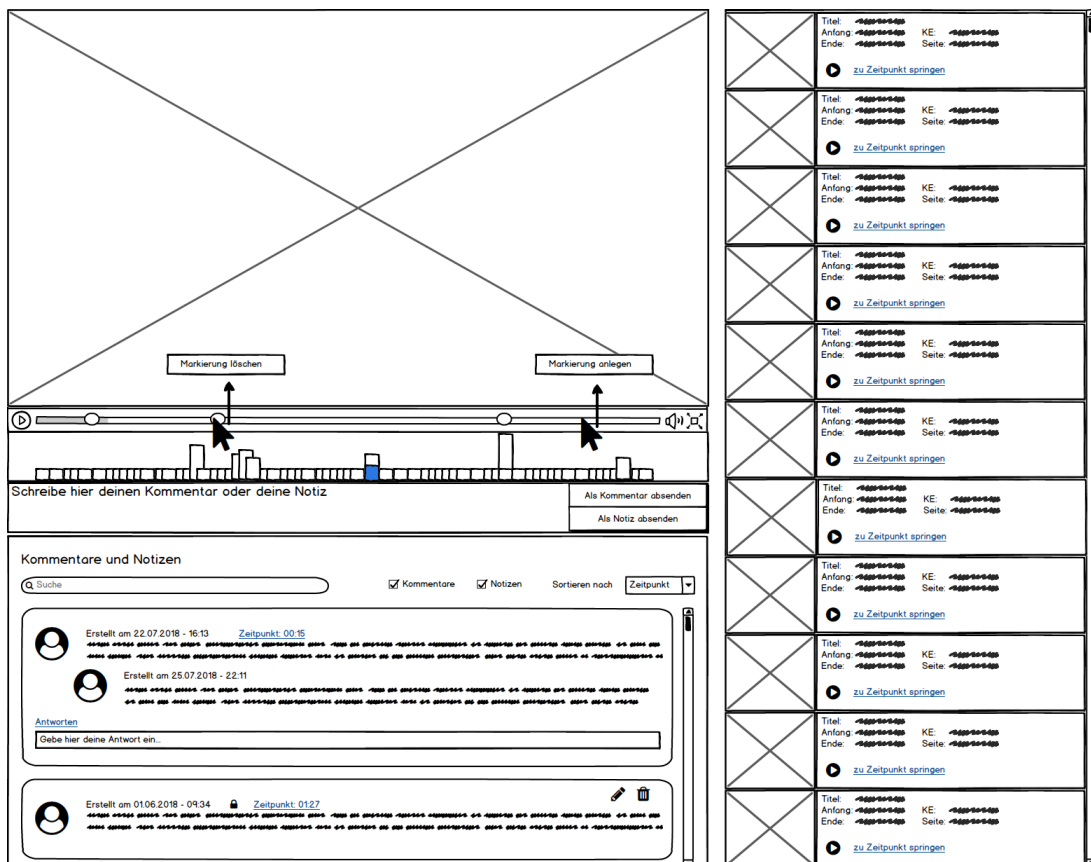 Markierung löschen
Markierung anlegen
Schreibe hier deinen Kommentar oder deine Notiz
Als Kommentar absenden
Als Notiz absenden
Kommentare und Notizen
Suche
Kommentare
Notizen
Sortieren nach
Zeitpunkt
Erstellt am 22.07.2018 - 16:13 Zeitpunkt: 00:15
Erstellt am 25.07.2018 - 22:11
Antworten
Gebe hier deine Antwort ein...
Erstellt am 01.06.2018 - 09:34 Zeitpunkt: 01:27
Titel:
Anfang: KE:
Ende: Seite:
zu Zeitpunkt springen
Titel:
Anfang: KE:
Ende: Seite:
zu Zeitpunkt springen
Titel:
Anfang: KE:
Ende: Seite:
zu Zeitpunkt springen
Titel:
Anfang: KE:
Ende: Seite:
zu Zeitpunkt springen
Titel:
Anfang: KE:
Ende: Seite:
zu Zeitpunkt springen
Titel:
Anfang: KE:
Ende: Seite:
zu Zeitpunkt springen
Titel:
Anfang: KE:
Ende: Seite:
zu Zeitpunkt springen
Titel:
Anfang: KE:
Ende: Seite:
zu Zeitpunkt springen
Titel:
Anfang: KE:
Ende: Seite:
zu Zeitpunkt springen
Titel:
Anfang: KE:
Ende: Seite:
zu Zeitpunkt springen
Titel:
Anfang: KE:
Ende: Seite:
zu Zeitpunkt springen